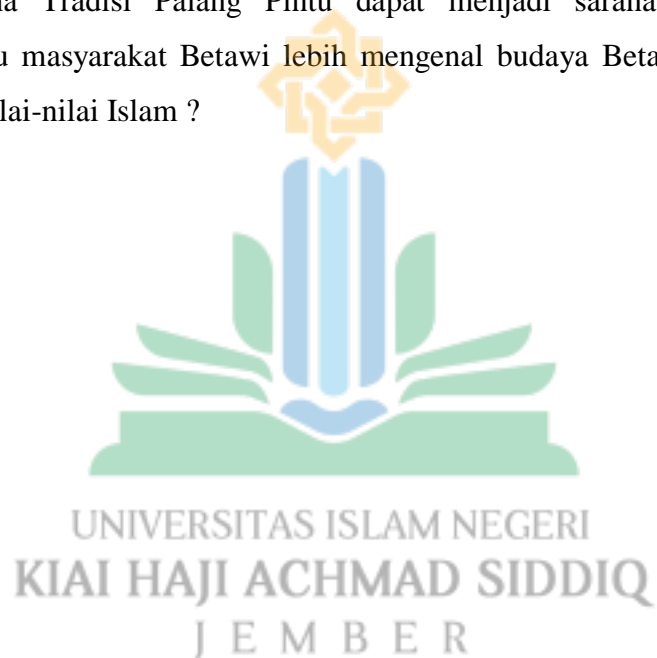 Tradisi Palang Pintu dapat menjadi sarana
masyarakat Betawi lebih mengenal budaya
Islam ?
UNIVERSITAS ISLAM NEGERI
KIAI HAJI ACHMAD SIDDIQ
JEMBER